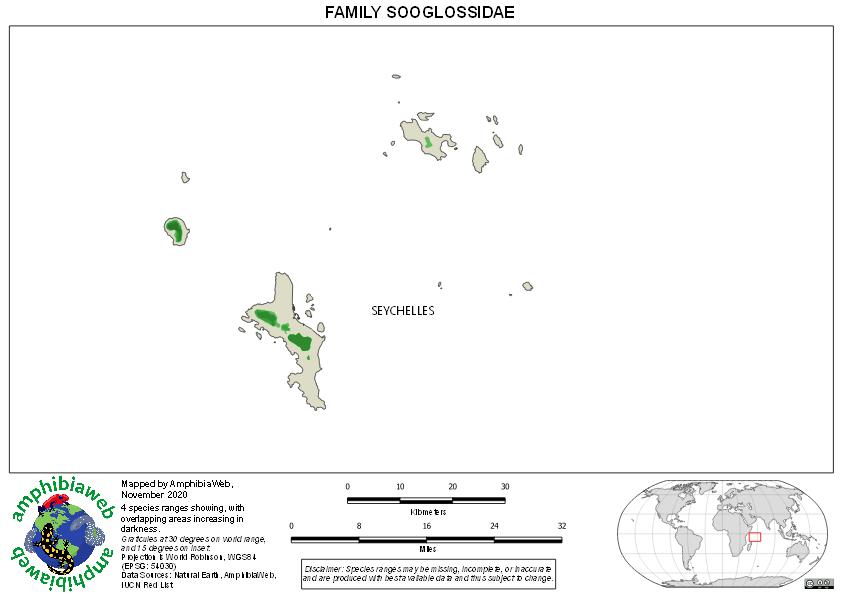 FAMILY SOOGLOSSIDAE
SEYCHELLES
amphibiaweb
amphibiaweb
Mapped by AmphibiaWeb,
November 2020
4 species ranges showing, with
overlapping areas increasing in
darkness.
Graticules at 30 degrees on world range,
and 15 degrees on inset.
Projection is World Robinson, WGS84
(EPSG: 54030)
Data Sources: Natural Earth, AmphibiaWeb,
IUCN Red List
0 10 20 30
Kilometers
0 8 16 24 32
Miles
Disclaimer: Species ranges may be missing, incomplete, or inaccurate
and are produced with best available data and thus subject to change.